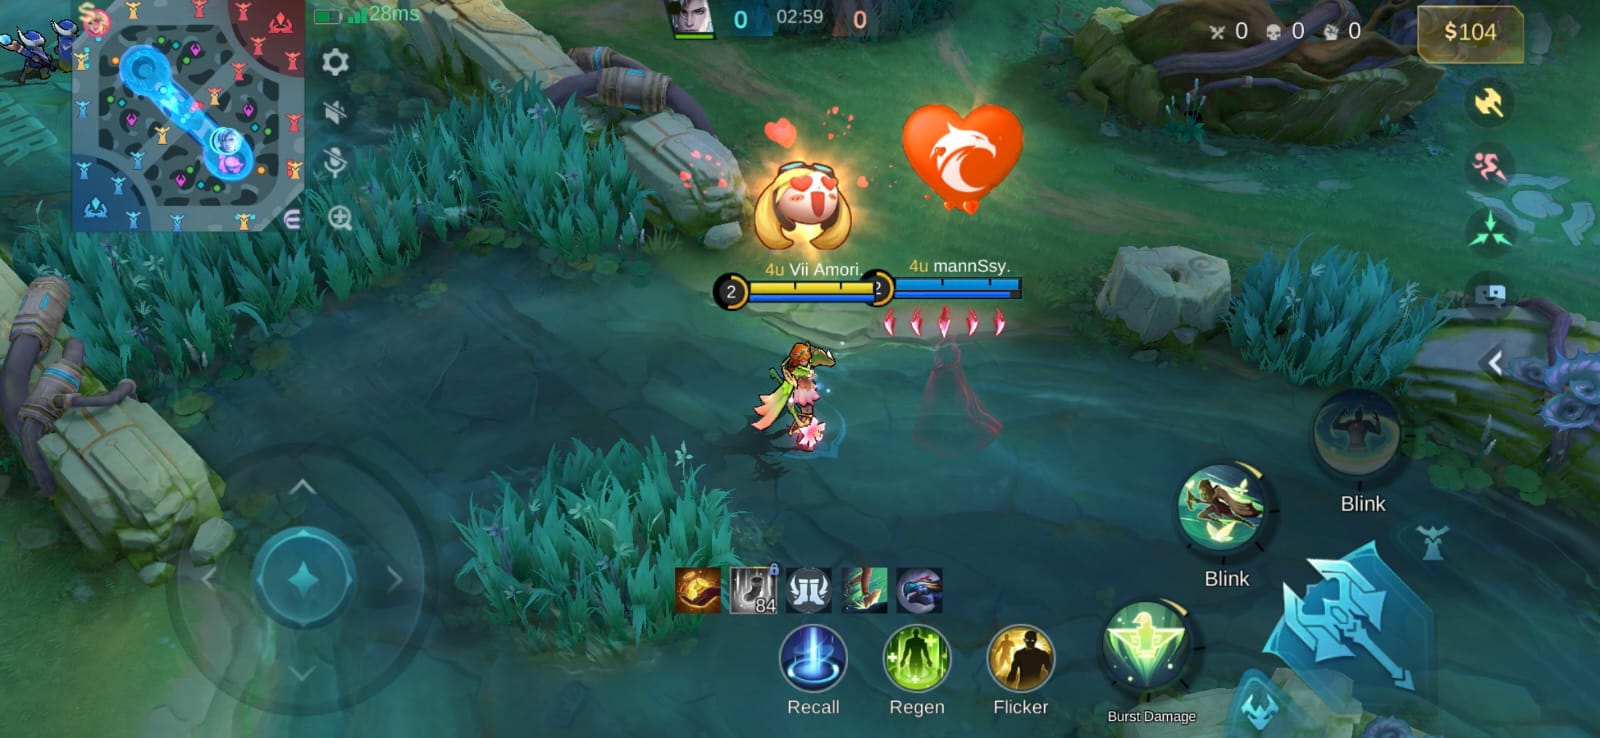 28ms
0
02:59
0
0
0
0
$104
4u Vii Amori.
4u mannSsy.
2
2
Blink
Blink
84
Recall
Regen
Flicker
Burst Damage